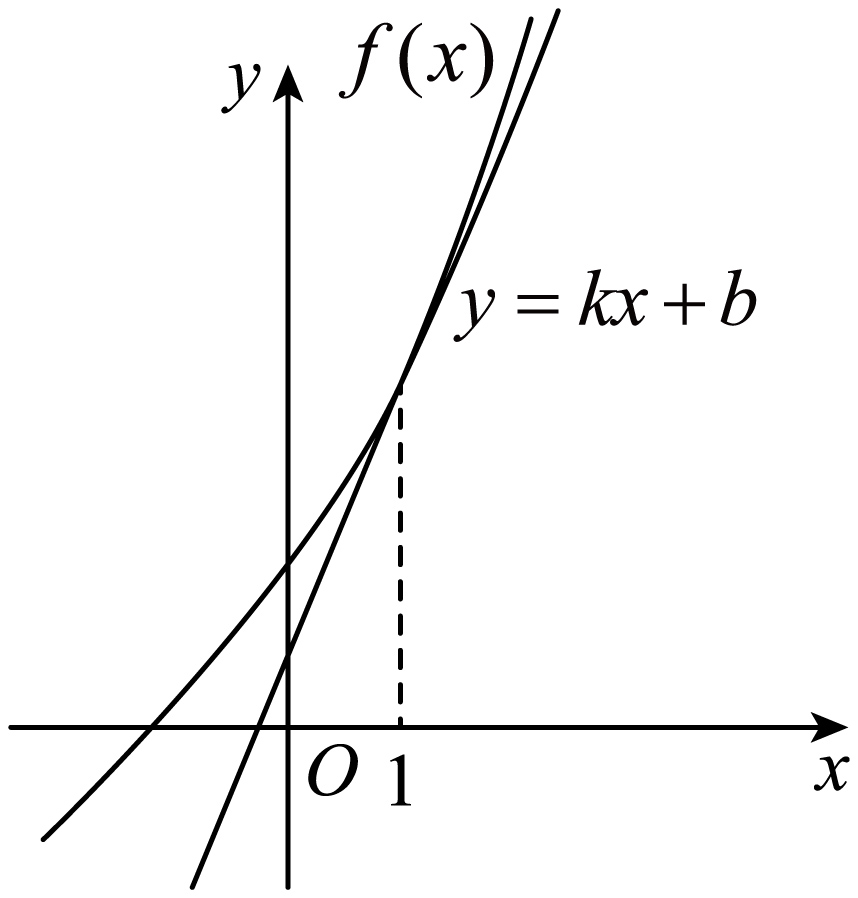 f(x)
y
y = kx + b
O 1
x